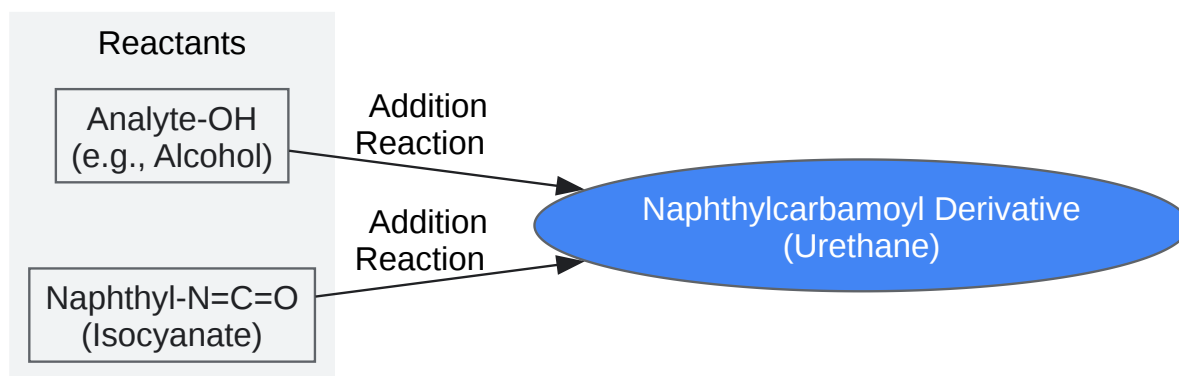 Reactants
Analyte-OH
(e.g., Alcohol)
Addition
Reaction
Naphthylcarbamoyl Derivative
(Urethane)
Addition
Reaction
Naphthyl-N=C=O
(Isocyanate)